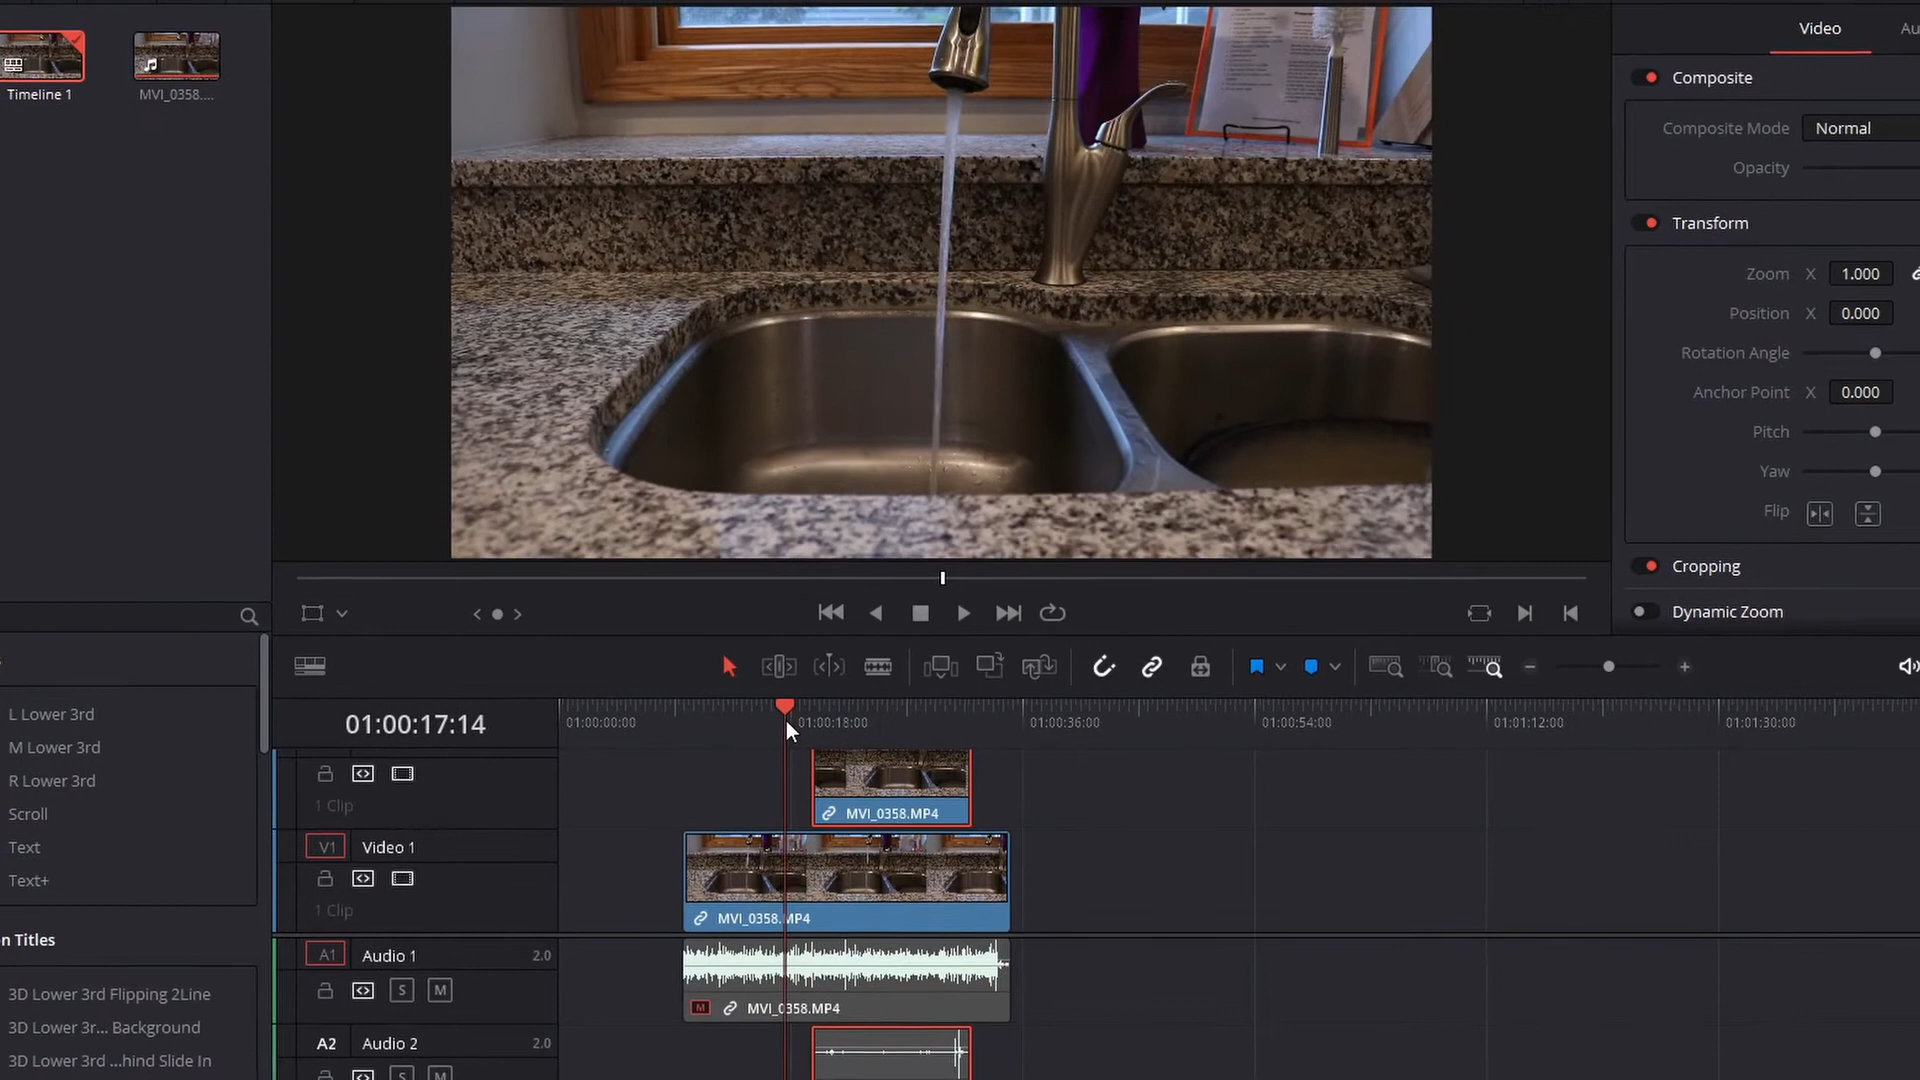 Timeline 1
MVI_0358....
Video
Au
Composite
Composite Mode
Normal
Opacity
Transform
Zoom X 1.000
Position X 0.000
Rotation Angle
Anchor Point X 0.000
Pitch
Yaw
Flip
Cropping
Dynamic Zoom
L Lower 3rd
M Lower 3rd
R Lower 3rd
Scroll
Text
Text+
n Titles
3D Lower 3rd Flipping 2Line
3D Lower 3r... Background
3D Lower 3rd ...hind Slide In
01:00:17:14
01:00:00:00
01:00:18:00
01:00:36:00
01:00:54:00
01:01:12:00
01:01:30:00
1 Clip
MVI_0358.MP4
V1 Video 1
1 Clip
MVI_0358.MP4
A1 Audio 1 2.0
S M
M MVI_0358.MP4
A2 Audio 2 2.0
S M